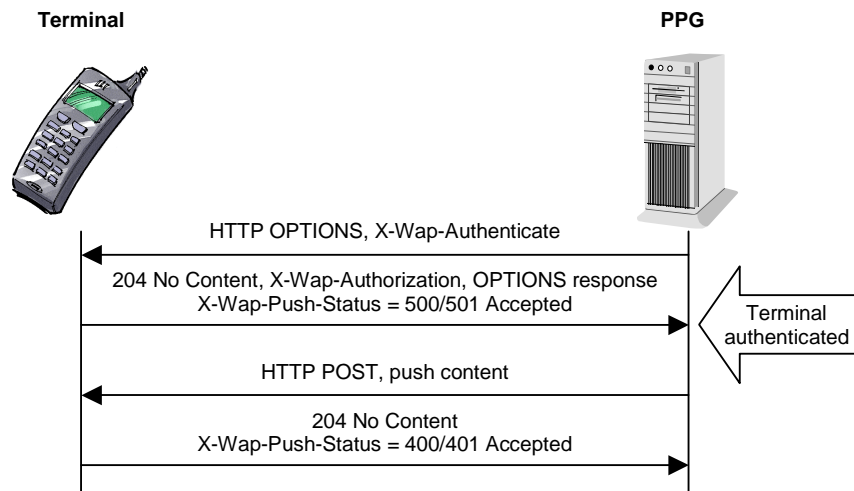 Terminal
PPG
HTTP OPTIONS, X-Wap-Authenticate
204 No Content, X-Wap-Authorization, OPTIONS response
X-Wap-Push-Status = 500/501 Accepted
Terminal
authenticated
HTTP POST, push content
204 No Content
X-Wap-Push-Status = 400/401 Accepted